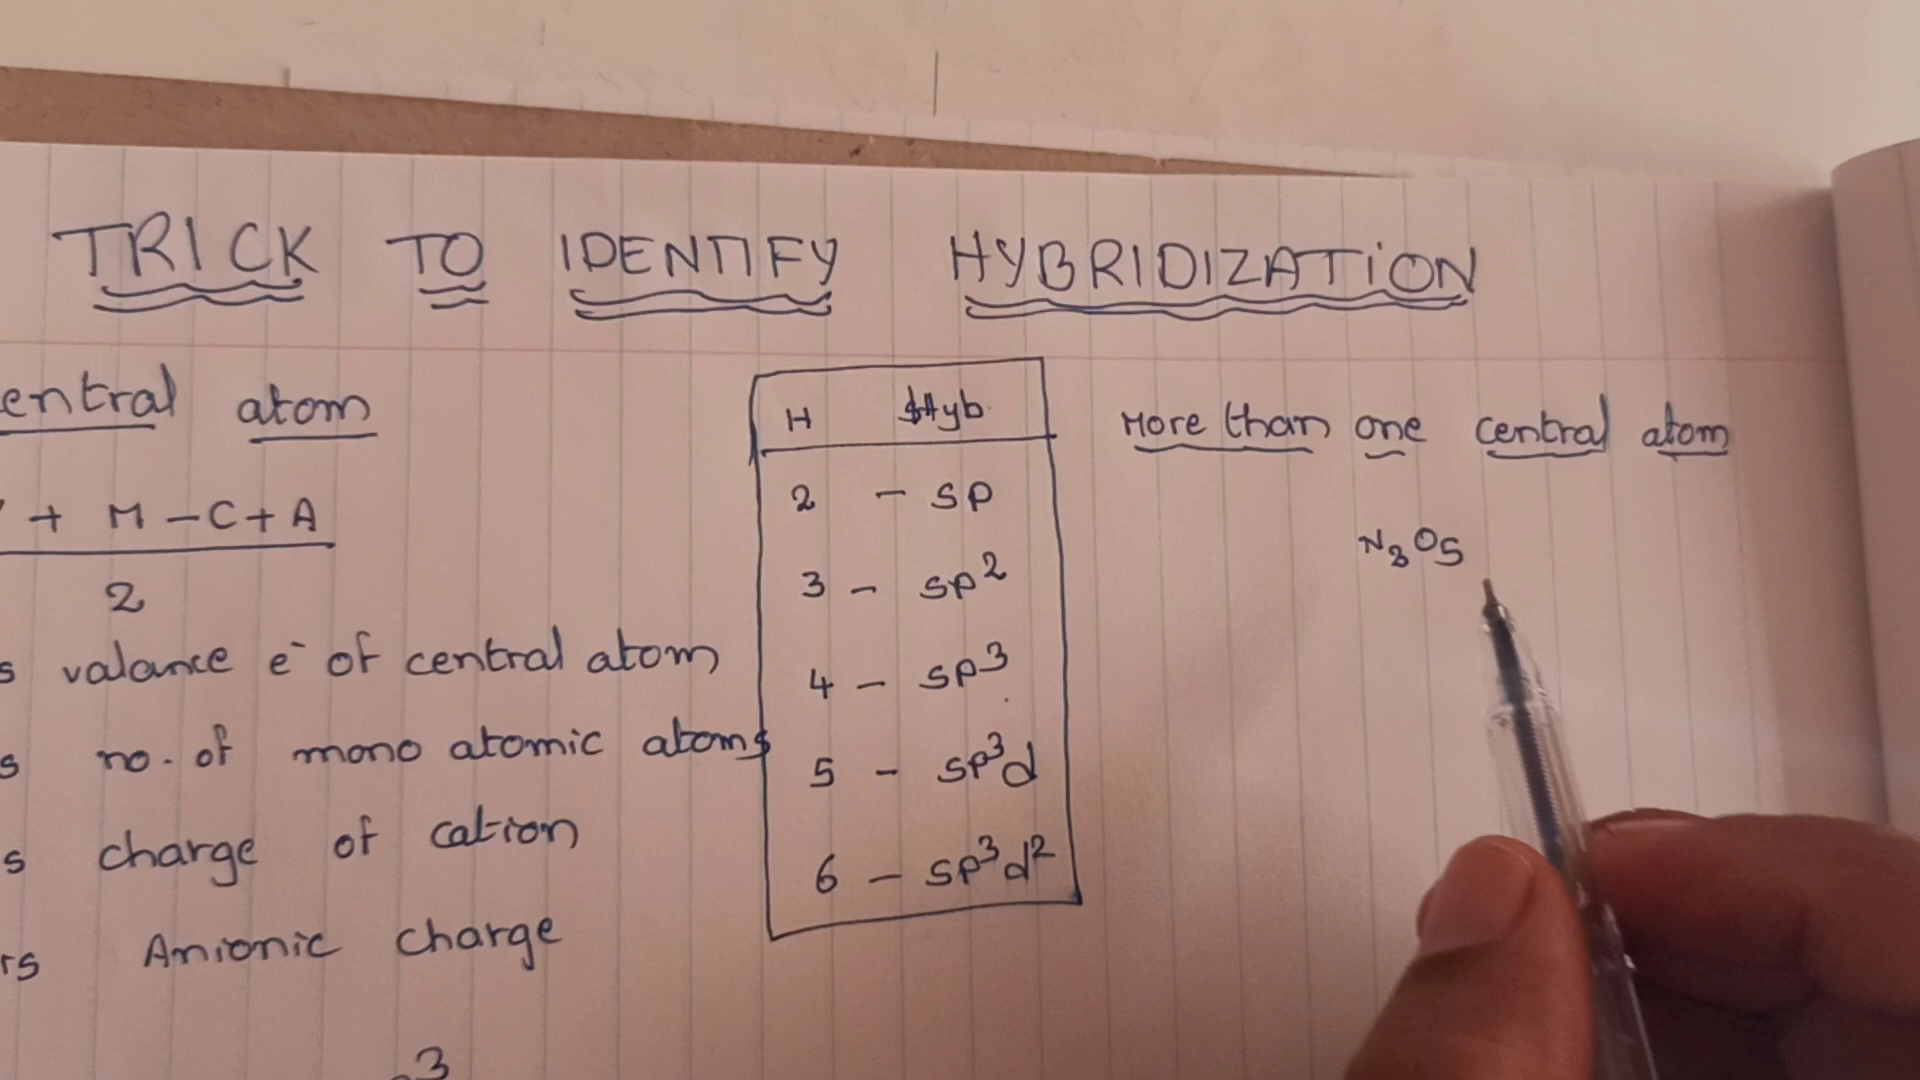 TRICK TO IDENTIFY HYBRIDIZATION
entral atom
+ M - C + A
2
s valance e⁻ of central atom
s no. of mono atomic atoms
s charge of cation
rs Anionic charge
3
H Hyb.
2 - sp
3 - sp²
4 - sp³
5 - sp³d
6 - sp³d²
More than one central atom
N₃O₅